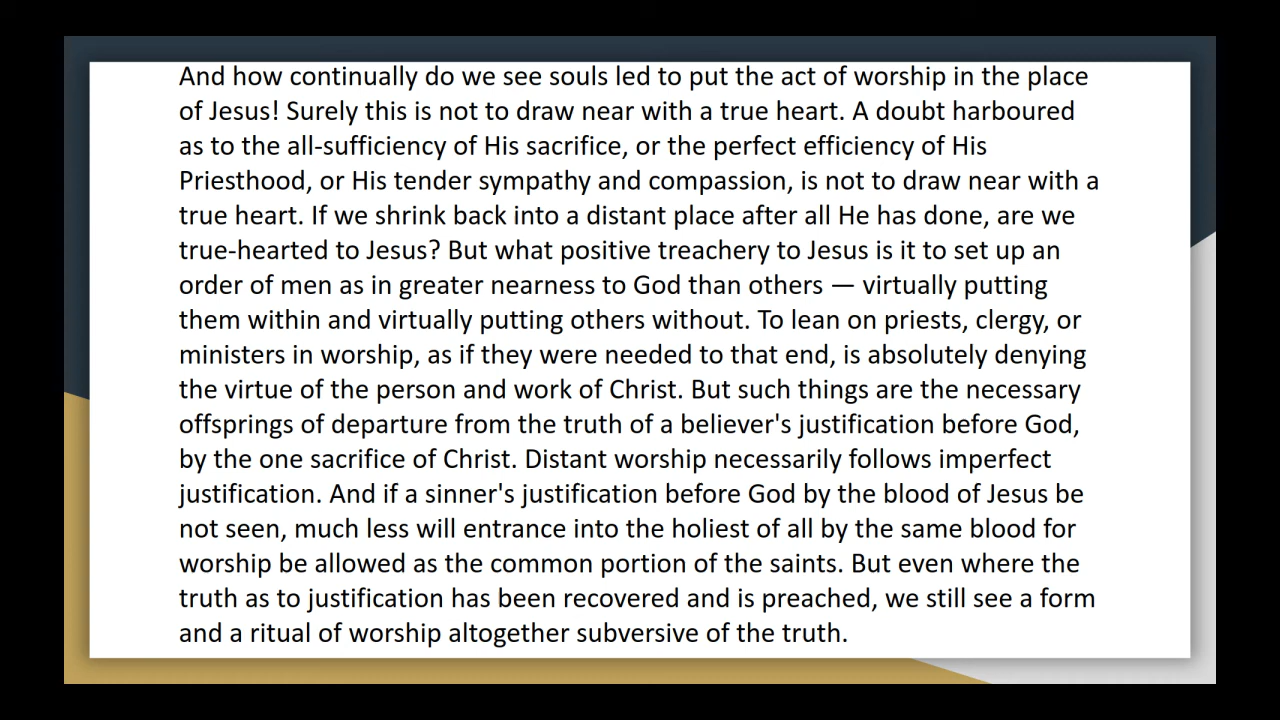 And how continually do we see souls led to put the act of worship in the place
of Jesus! Surely this is not to draw near with a true heart. A doubt harboured
as to the all-sufficiency of His sacrifice, or the perfect efficiency of His
Priesthood, or His tender sympathy and compassion, is not to draw near with a
true heart. If we shrink back into a distant place after all He has done, are we
true-hearted to Jesus? But what positive treachery to Jesus is it to set up an
order of men as in greater nearness to God than others — virtually putting
them within and virtually putting others without. To lean on priests, clergy, or
ministers in worship, as if they were needed to that end, is absolutely denying
the virtue of the person and work of Christ. But such things are the necessary
offsprings of departure from the truth of a believer's justification before God,
by the one sacrifice of Christ. Distant worship necessarily follows imperfect
justification. And if a sinner's justification before God by the blood of Jesus be
not seen, much less will entrance into the holiest of all by the same blood for
worship be allowed as the common portion of the saints. But even where the
truth as to justification has been recovered and is preached, we still see a form
and a ritual of worship altogether subversive of the truth.